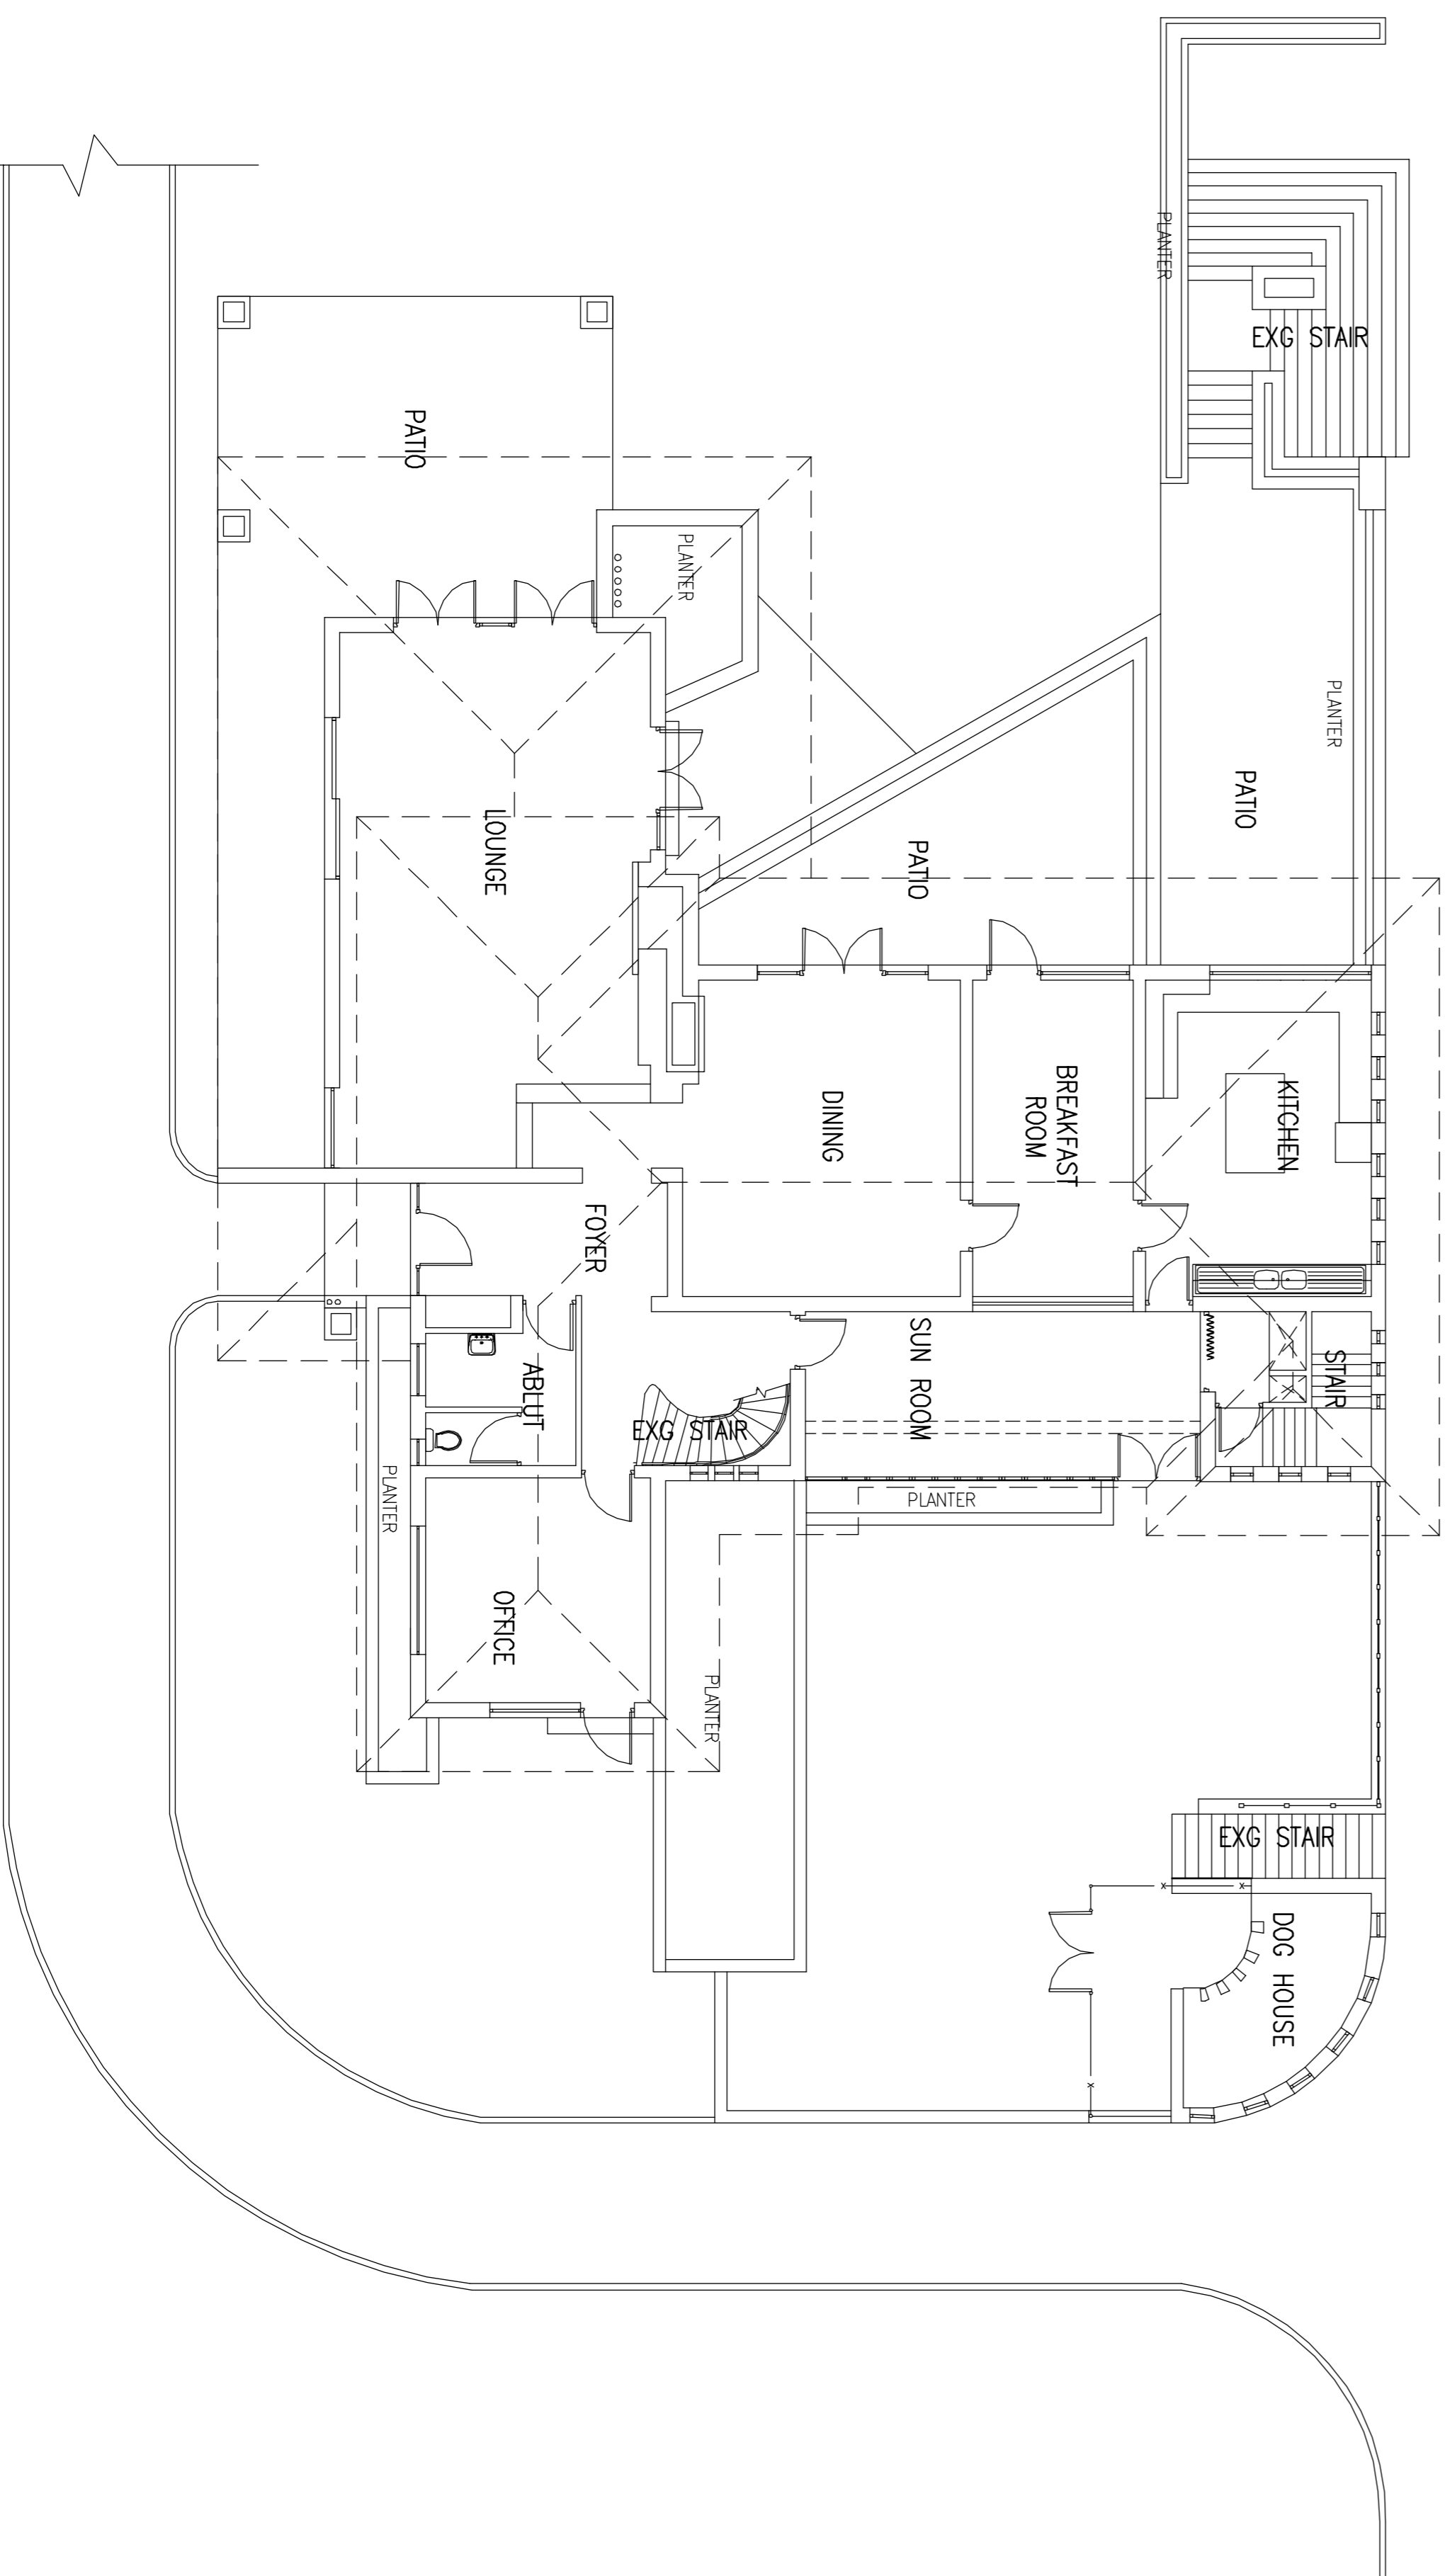 PLANTER
EXG STAIR
PATIO
PLANTER
PLANTER
PATIO
PATIO
LOUNGE
DINING
BREAKFAST
ROOM
KITCHEN
FOYER
SUN ROOM
STAIR
ABLUT
EXG STAIR
PLANTER
PLANTER
OFFICE
PLANTER
EXG STAIR
DOG HOUSE